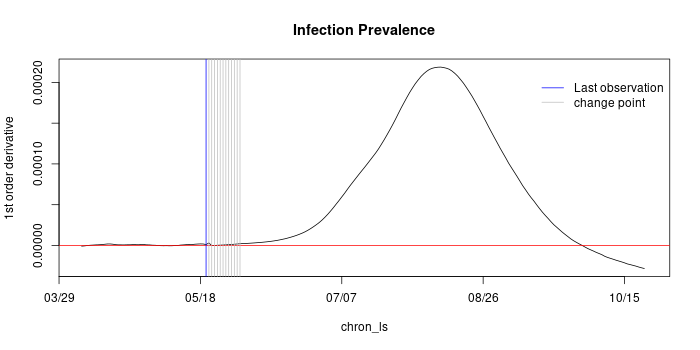 Infection Prevalence
1st order derivative
0.00020
0.00010
0.00000
Last observation
change point
03/29 05/18 07/07 08/26 10/15
chron_ls